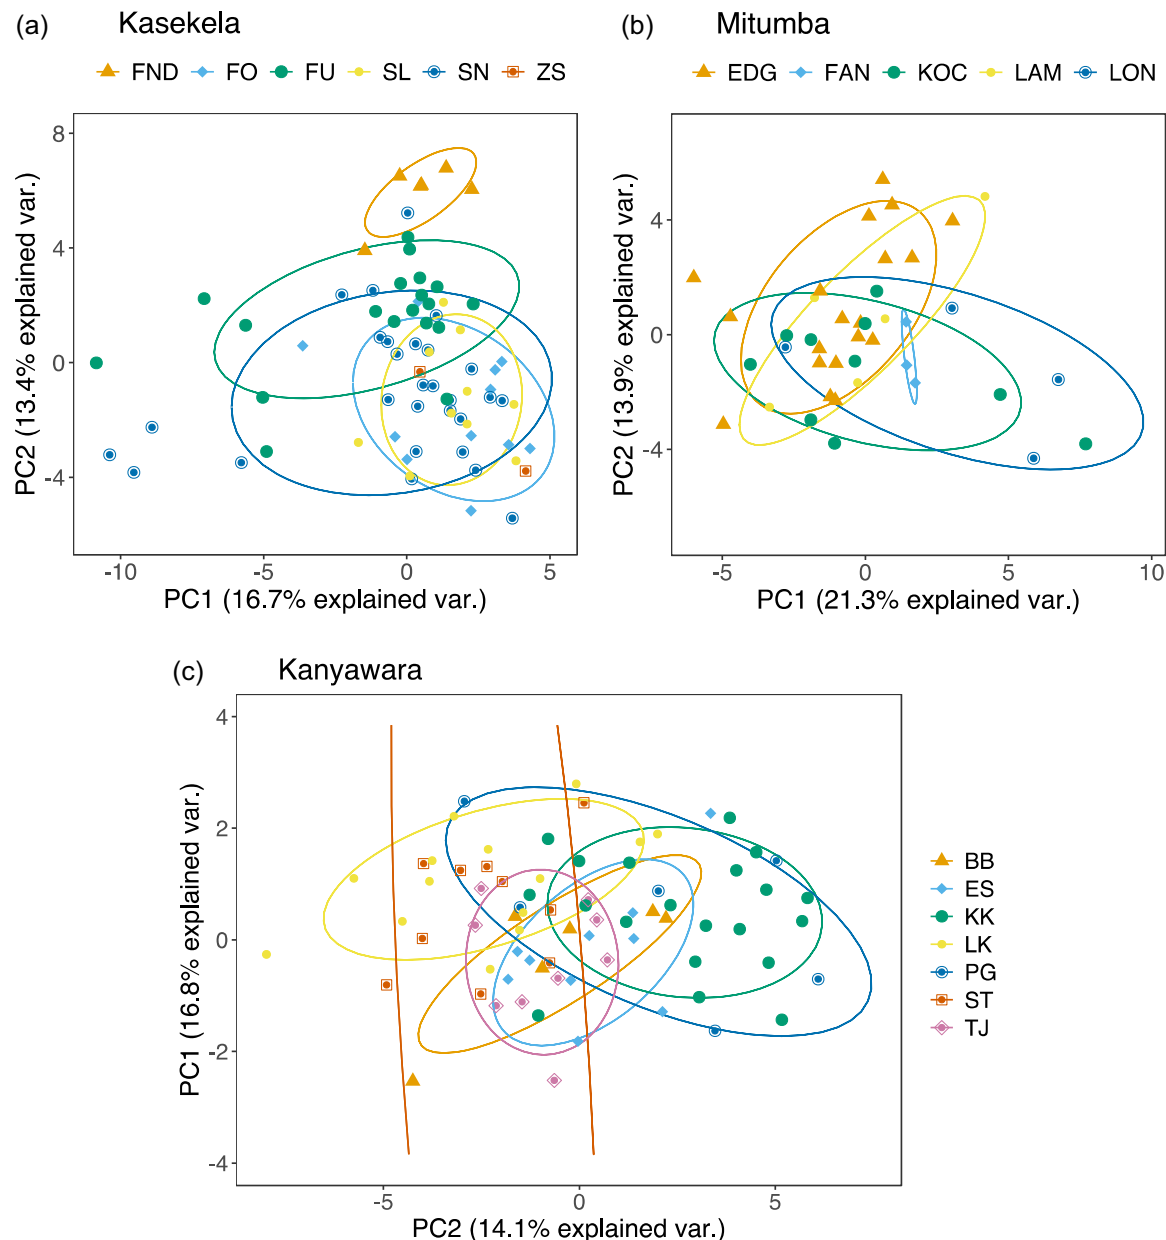 (a) Kasekela
FND FO FU SL SN ZS
8
4
0
-4
-10 -5 0 5
PC1 (16.7% explained var.)
PC2 (13.4% explained var.)
(b) Mitumba
EDG FAN KOC LAM LON
4
0
-4
-5 0 5 10
PC1 (21.3% explained var.)
PC2 (13.9% explained var.)
(c) Kanyawara
4
2
0
-2
-4
-5 0 5
PC2 (14.1% explained var.)
PC1 (16.8% explained var.)
BB
ES
KK
LK
PG
ST
TJ